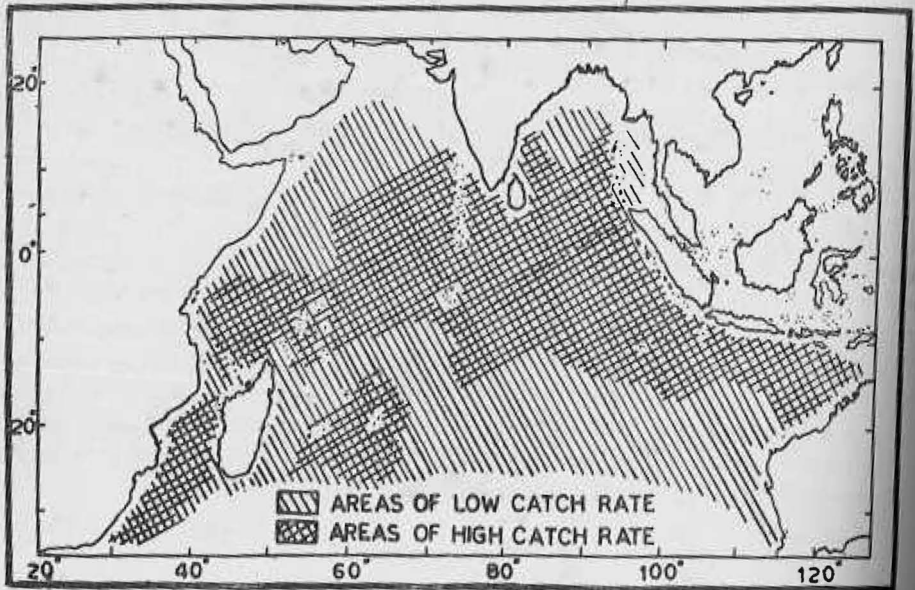 20°
0°
20°
AREAS OF LOW CATCH RATE
AREAS OF HIGH CATCH RATE
20° 40° 60° 80° 100° 120°